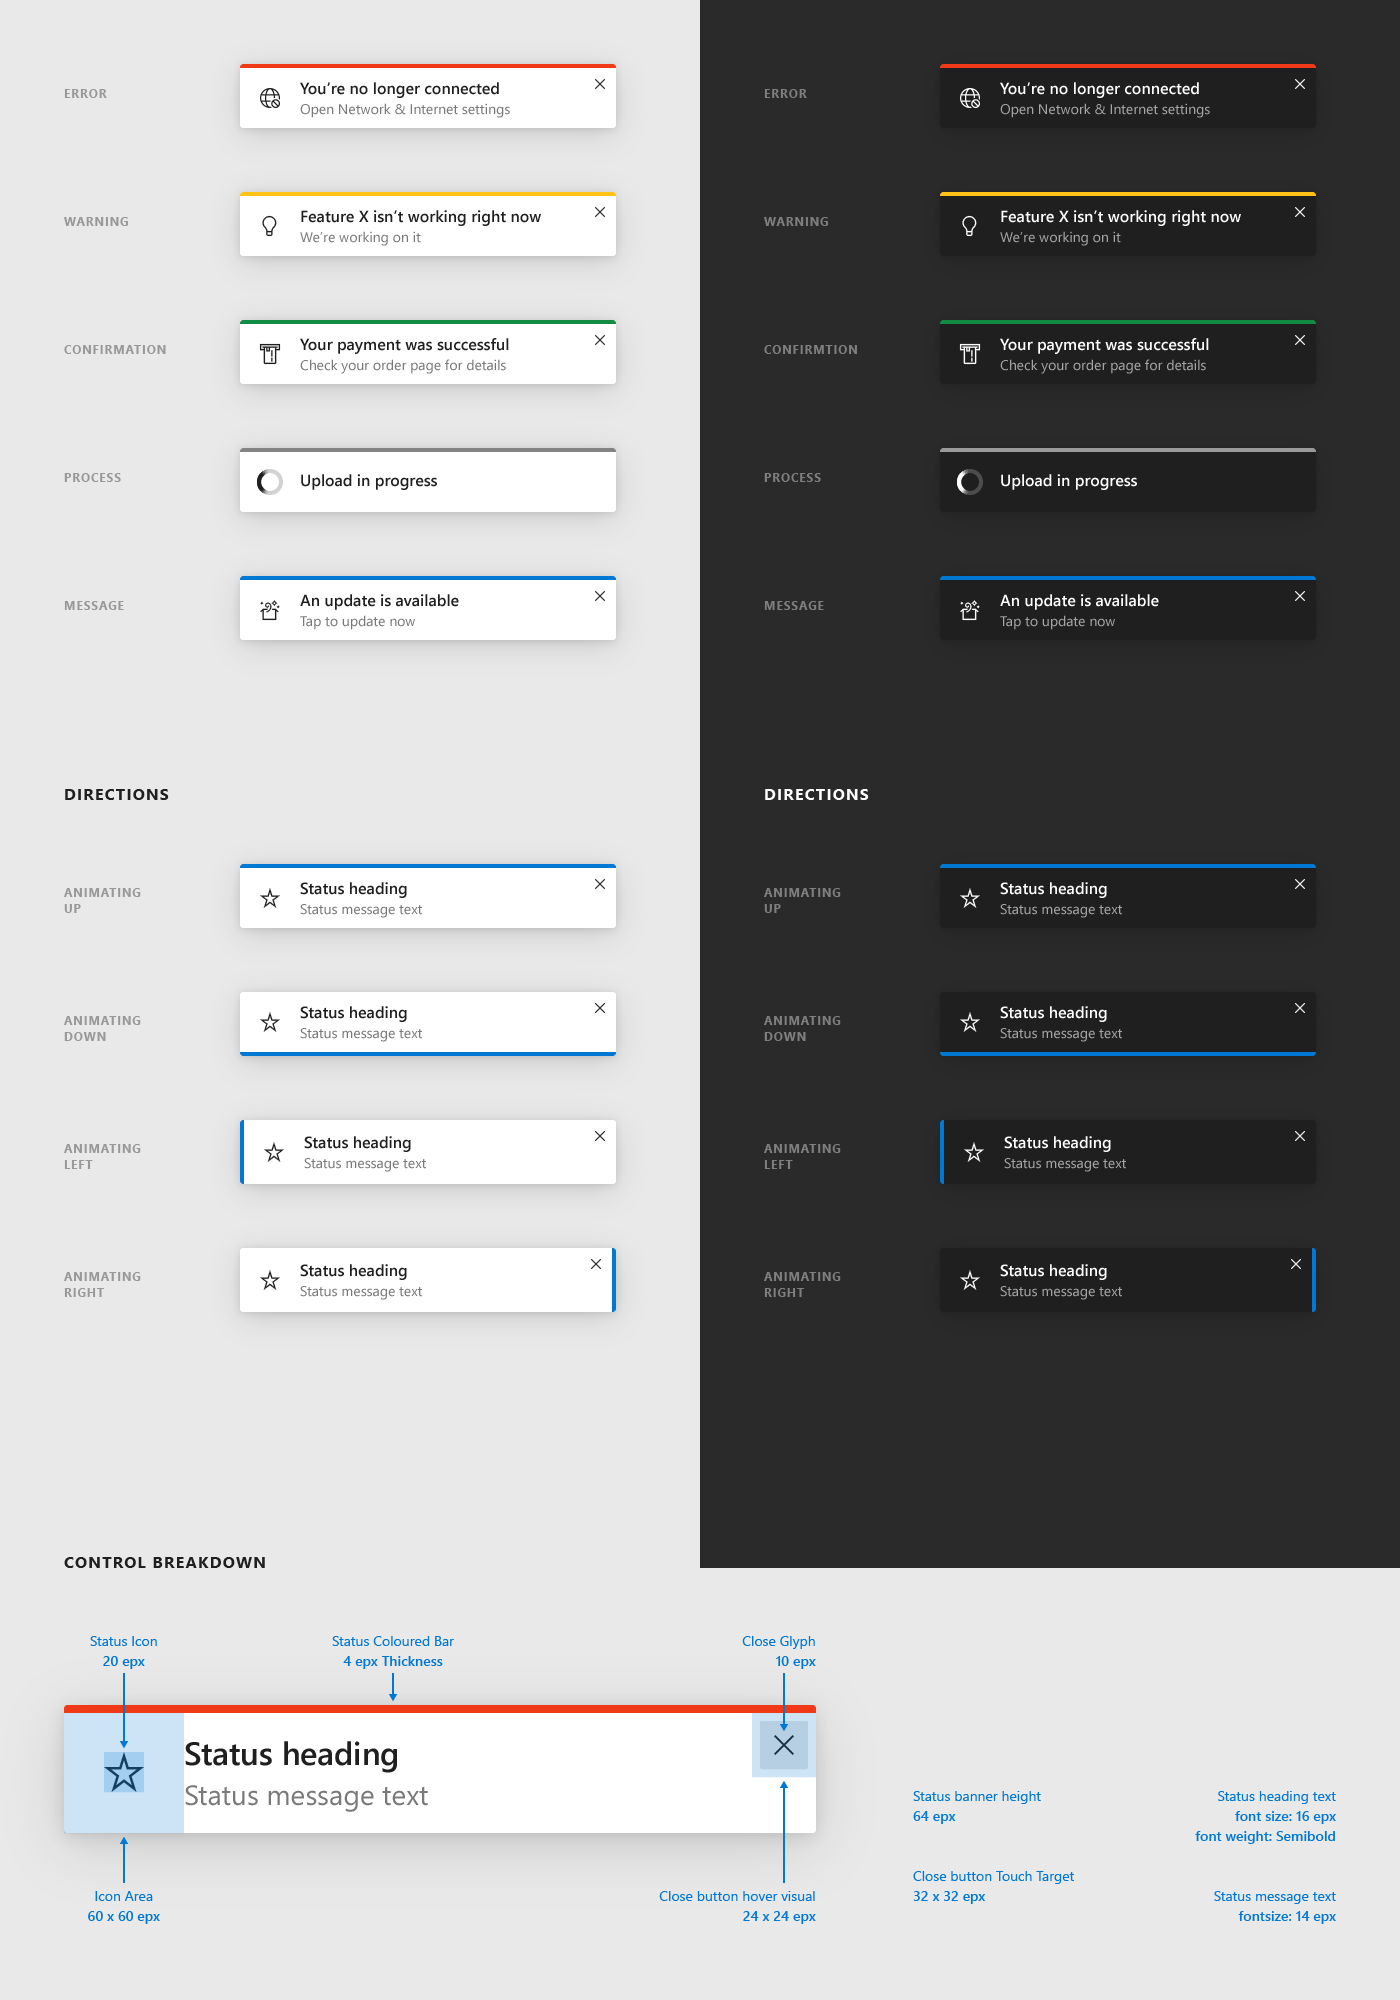 ERROR
You're no longer connected
Open Network & Internet settings
WARNING
Feature X isn't working right now
We're working on it
CONFIRMATION
Your payment was successful
Check your order page for details
PROCESS
Upload in progress
MESSAGE
An update is available
Tap to update now
DIRECTIONS
ANIMATING
UP
Status heading
Status message text
ANIMATING
DOWN
Status heading
Status message text
ANIMATING
LEFT
Status heading
Status message text
ANIMATING
RIGHT
Status heading
Status message text
ERROR
You're no longer connected
Open Network & Internet settings
WARNING
Feature X isn't working right now
We're working on it
CONFIRMTION
Your payment was successful
Check your order page for details
PROCESS
Upload in progress
MESSAGE
An update is available
Tap to update now
DIRECTIONS
ANIMATING
UP
Status heading
Status message text
ANIMATING
DOWN
Status heading
Status message text
ANIMATING
LEFT
Status heading
Status message text
ANIMATING
RIGHT
Status heading
Status message text
CONTROL BREAKDOWN
Status Icon
20 epx
Status Coloured Bar
4 epx Thickness
Close Glyph
10 epx
Status heading
Status message text
Icon Area
60 x 60 epx
Close button hover visual
24 x 24 epx
Status banner height
64 epx
Close button Touch Target
32 x 32 epx
Status heading text
font size: 16 epx
font weight: Semibold
Status message text
fontsize: 14 epx